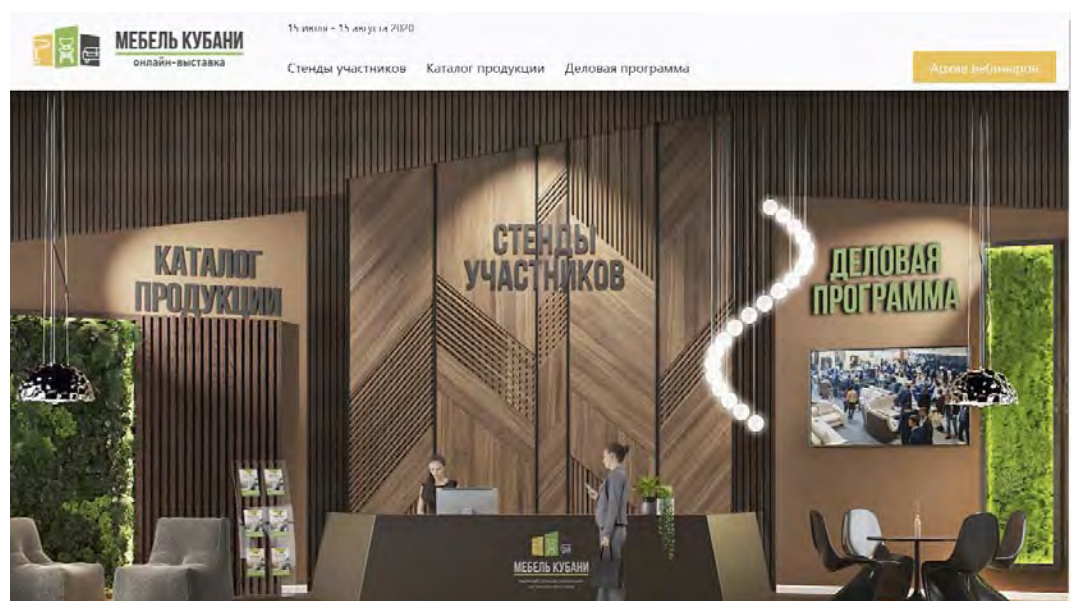 МЕБЕЛЬ КУБАНИ
онлайн-выставка
15 июля - 15 августа 2020
Стенды участников Каталог продукции Деловая программа
Архив вебинаров
КАТАЛОГ
ПРОДУКЦИИ
СТЕНДЫ
УЧАСТНИКОВ
ДЕЛОВАЯ
ПРОГРАММА
МЕБЕЛЬ КУБАНИ